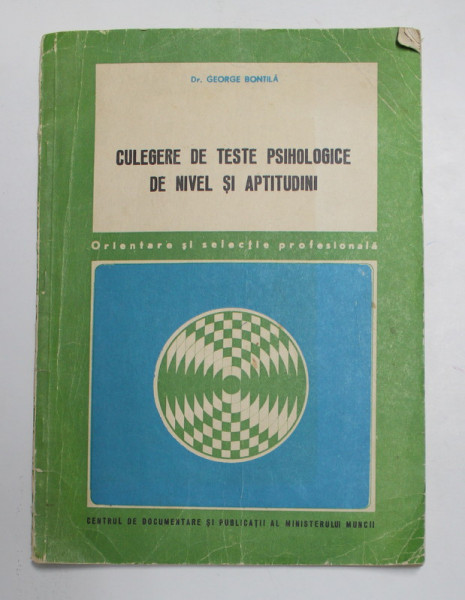 Dr. GEORGE BONTILĂ
CULEGERE DE TESTE PSIHOLOGICE
DE NIVEL ȘI APTITUDINI
Orientare și selecție profesională
CENTRUL DE DOCUMENTARE ȘI PUBLICAȚII AL MINISTERULUI MUNCII